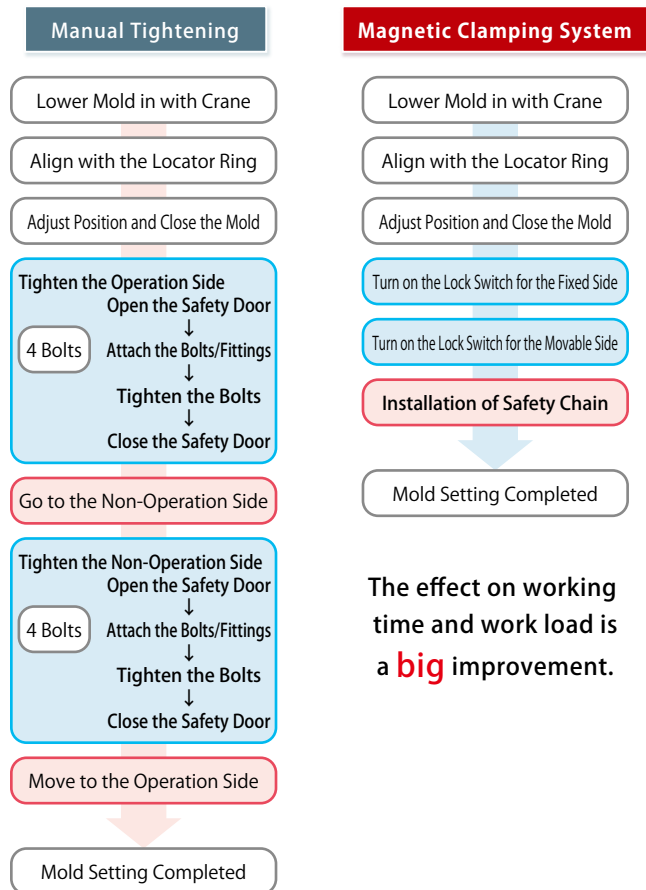 Manual Tightening
Lower Mold in with Crane
Align with the Locator Ring
Adjust Position and Close the Mold
Tighten the Operation Side
Open the Safety Door
↓
4 Bolts
Attach the Bolts/Fittings
↓
Tighten the Bolts
↓
Close the Safety Door
Go to the Non-Operation Side
Tighten the Non-Operation Side
Open the Safety Door
↓
4 Bolts
Attach the Bolts/Fittings
↓
Tighten the Bolts
↓
Close the Safety Door
Move to the Operation Side
Mold Setting Completed
Magnetic Clamping System
Lower Mold in with Crane
Align with the Locator Ring
Adjust Position and Close the Mold
Turn on the Lock Switch for the Fixed Side
Turn on the Lock Switch for the Movable Side
Installation of Safety Chain
Mold Setting Completed
The effect on working
time and work load is
a big improvement.